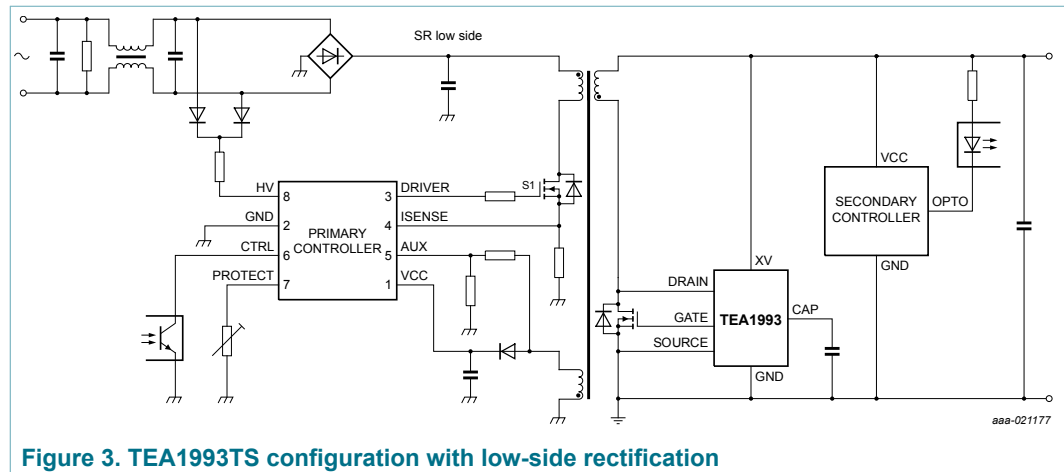 SR low side
S1
HV
8
GND
2
CTRL
6
PROTECT
7
PRIMARY
CONTROLLER
3
DRIVER
4
ISENSE
5
AUX
1
VCC
DRAIN
GATE
SOURCE
XV
TEA1993
CAP
GND
VCC
SECONDARY
CONTROLLER
OPTO
GND
aaa-021177
Figure 3. TEA1993TS configuration with low-side rectification